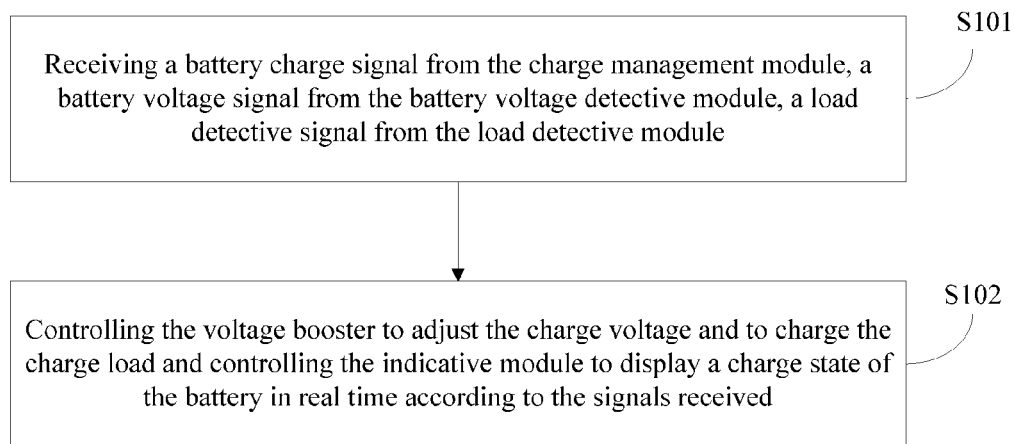 S101
Receiving a battery charge signal from the charge management module, a
battery voltage signal from the battery voltage detective module, a load
detective signal from the load detective module
S102
Controlling the voltage booster to adjust the charge voltage and to charge the
charge load and controlling the indicative module to display a charge state of
the battery in real time according to the signals received